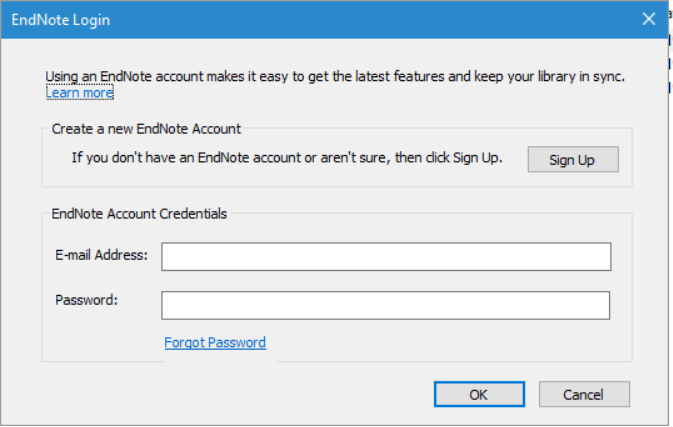 EndNote Login
Using an EndNote account makes it easy to get the latest features and keep your library in sync.
Learn more
Create a new EndNote Account
If you don't have an EndNote account or aren't sure, then click Sign Up.
Sign Up
EndNote Account Credentials
E-mail Address:
Password:
Forgot Password
OK
Cancel